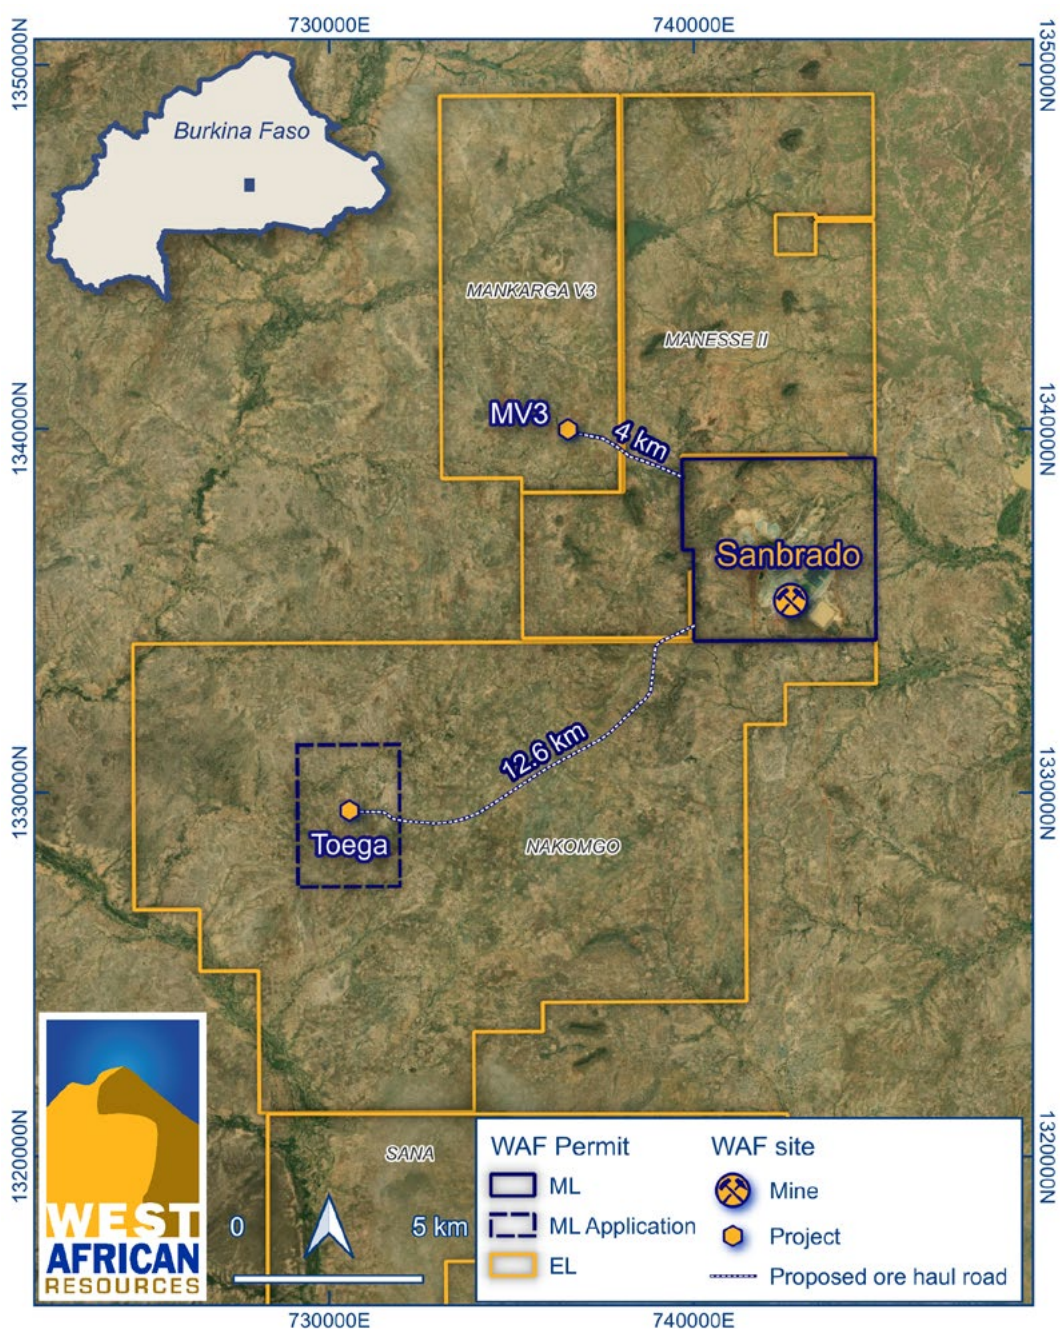 730000E
740000E
1350000N
1350000N
Burkina Faso
MANKARGA V3
MANESSE II
MV3
4 km
1340000N
1340000N
Sanbrado
12.6 km
1330000N
1330000N
Toega
NAKOMGO
SANA
1320000N
1320000N
0
5 km
WEST
AFRICAN
RESOURCES
WAF Permit
ML
ML Application
EL
WAF site
Mine
Project
Proposed ore haul road
730000E
740000E